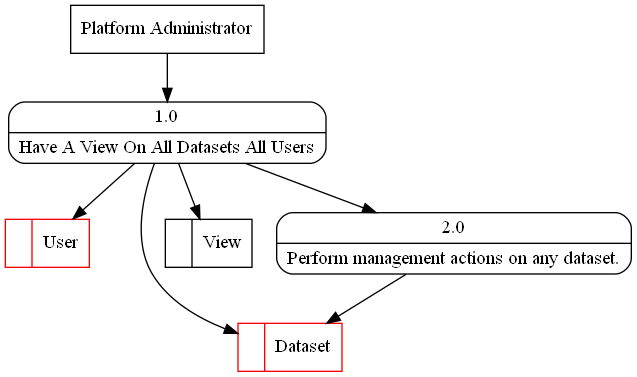 Platform Administrator
1.0
Have A View On All Datasets All Users
User
View
2.0
Perform management actions on any dataset.
Dataset